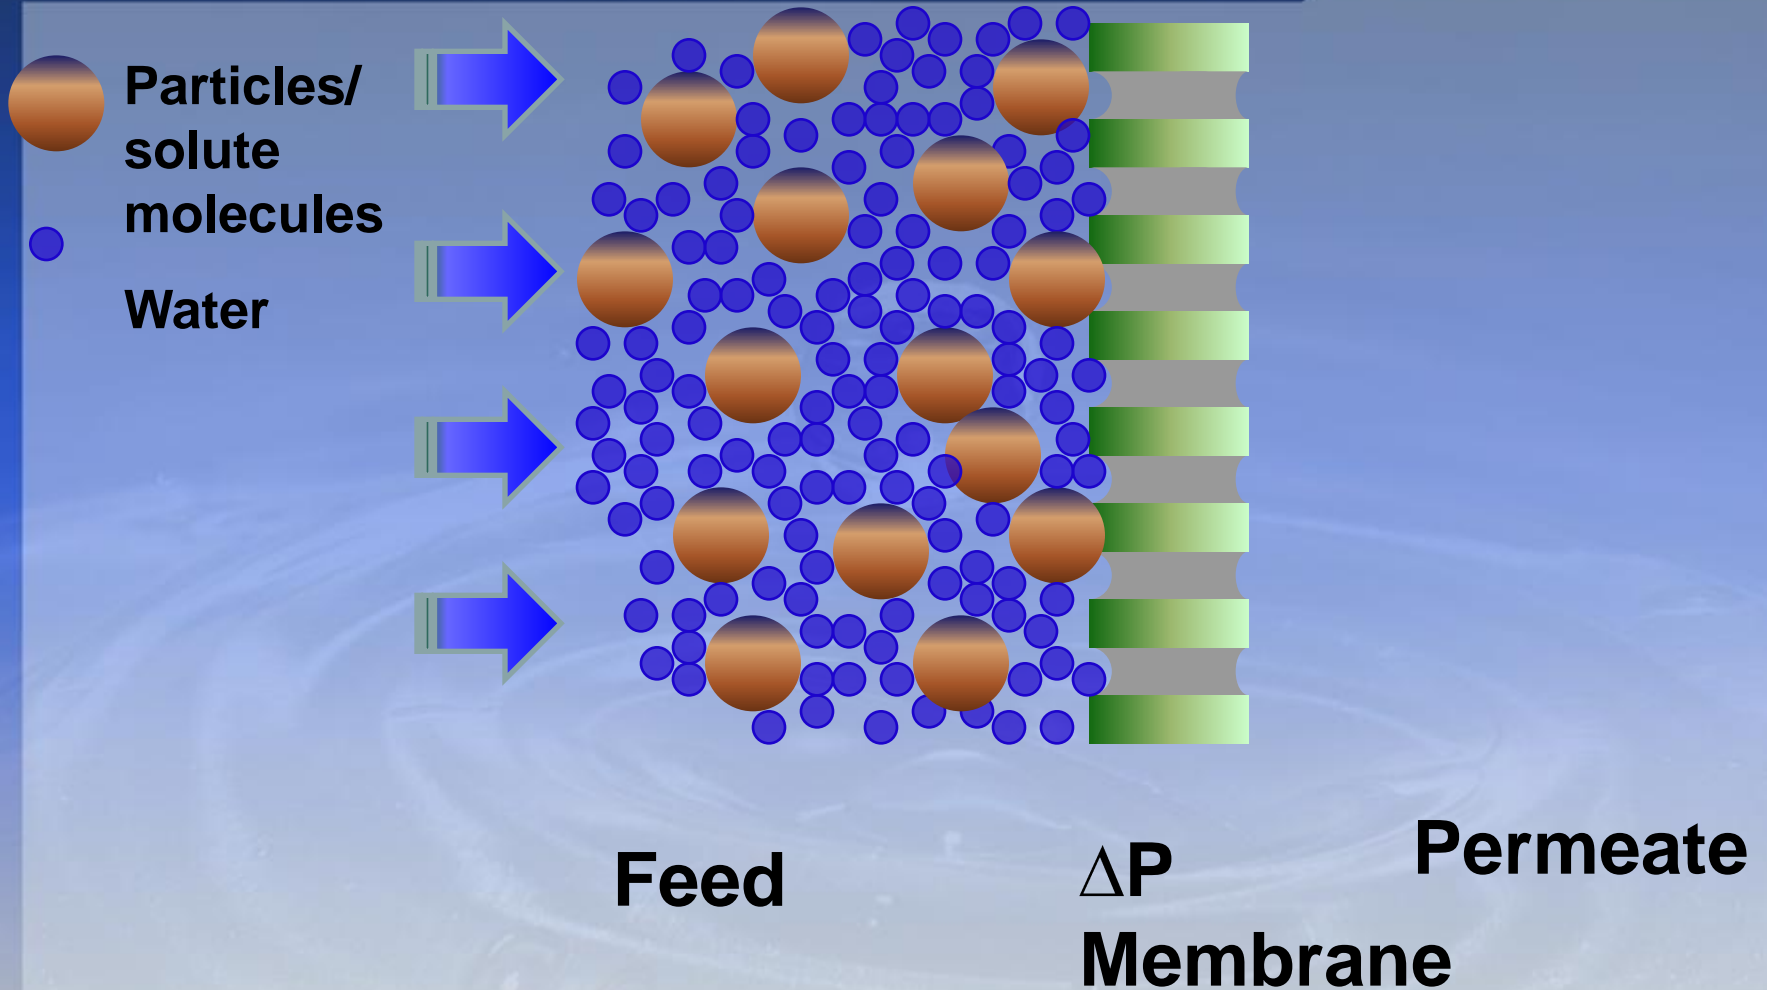 Particles/
solute
molecules
Water
Feed
ΔP
Membrane
Permeate